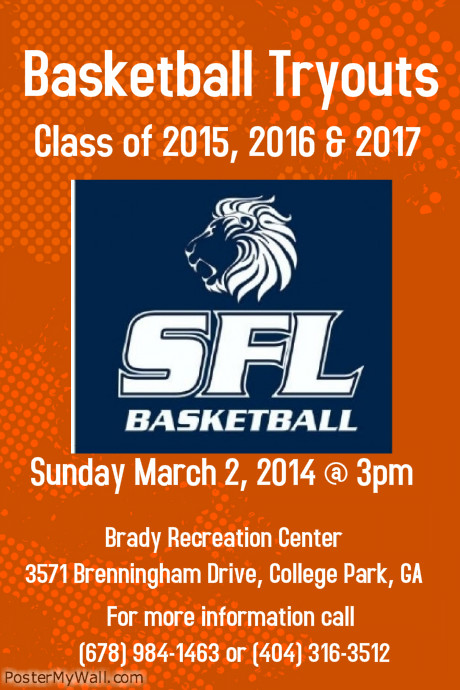 Basketball Tryouts
Class of 2015, 2016 & 2017
SFL
BASKETBALL
Sunday March 2, 2014 @ 3pm
Brady Recreation Center
3571 Brenningham Drive, College Park, GA
For more information call
(678) 984-1463 or (404) 316-3512
PosterMyWall.com